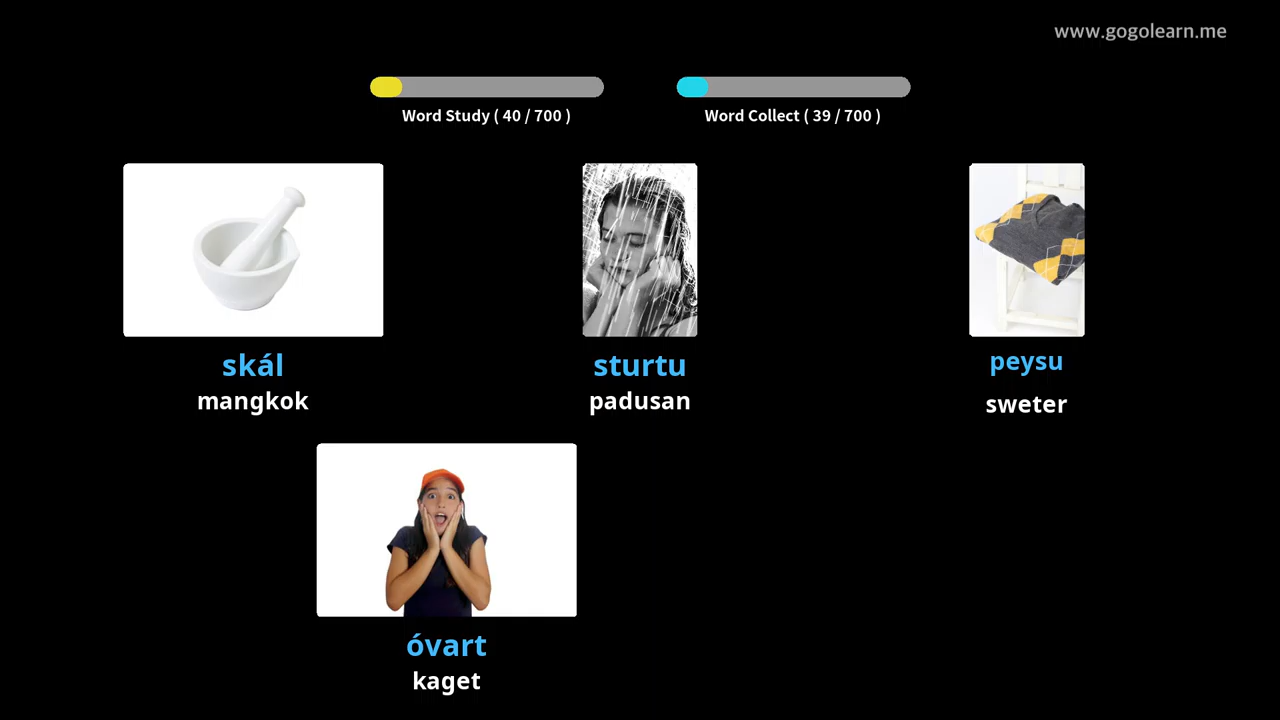 www.gogolearn.me
Word Study ( 40 / 700 )
Word Collect ( 39 / 700 )
skál
mangkok
sturtu
padusan
peysu
sweter
óvart
kaget